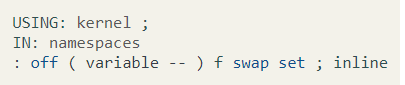 USING: kernel ;
IN: namespaces
: off ( variable -- ) f swap set ; inline